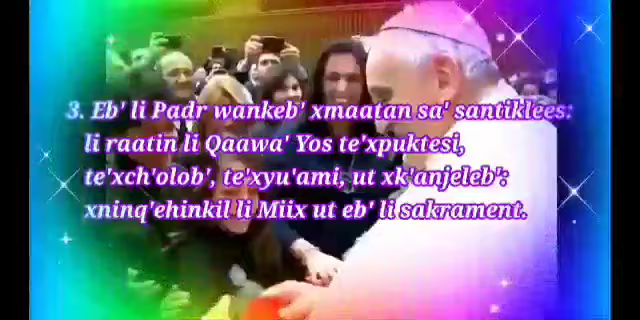 3. Eb' li Padr wankeb' xmaatan sa' santiklees:
li raatin li Qaawa' Yos te'xpuktesi,
te'xch'olob', te'xyu'ami, ut xk'anjeleb':
xninq'ehinkil li Miix ut eb' li sakrament.